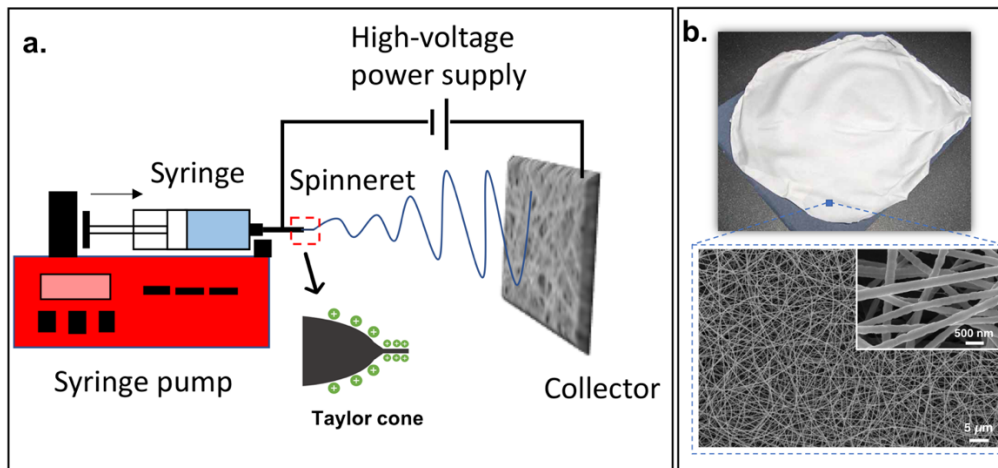 a.
High-voltage
power supply
Syringe
Spinneret
Syringe pump
Taylor cone
Collector
b.
500 nm
5 μm